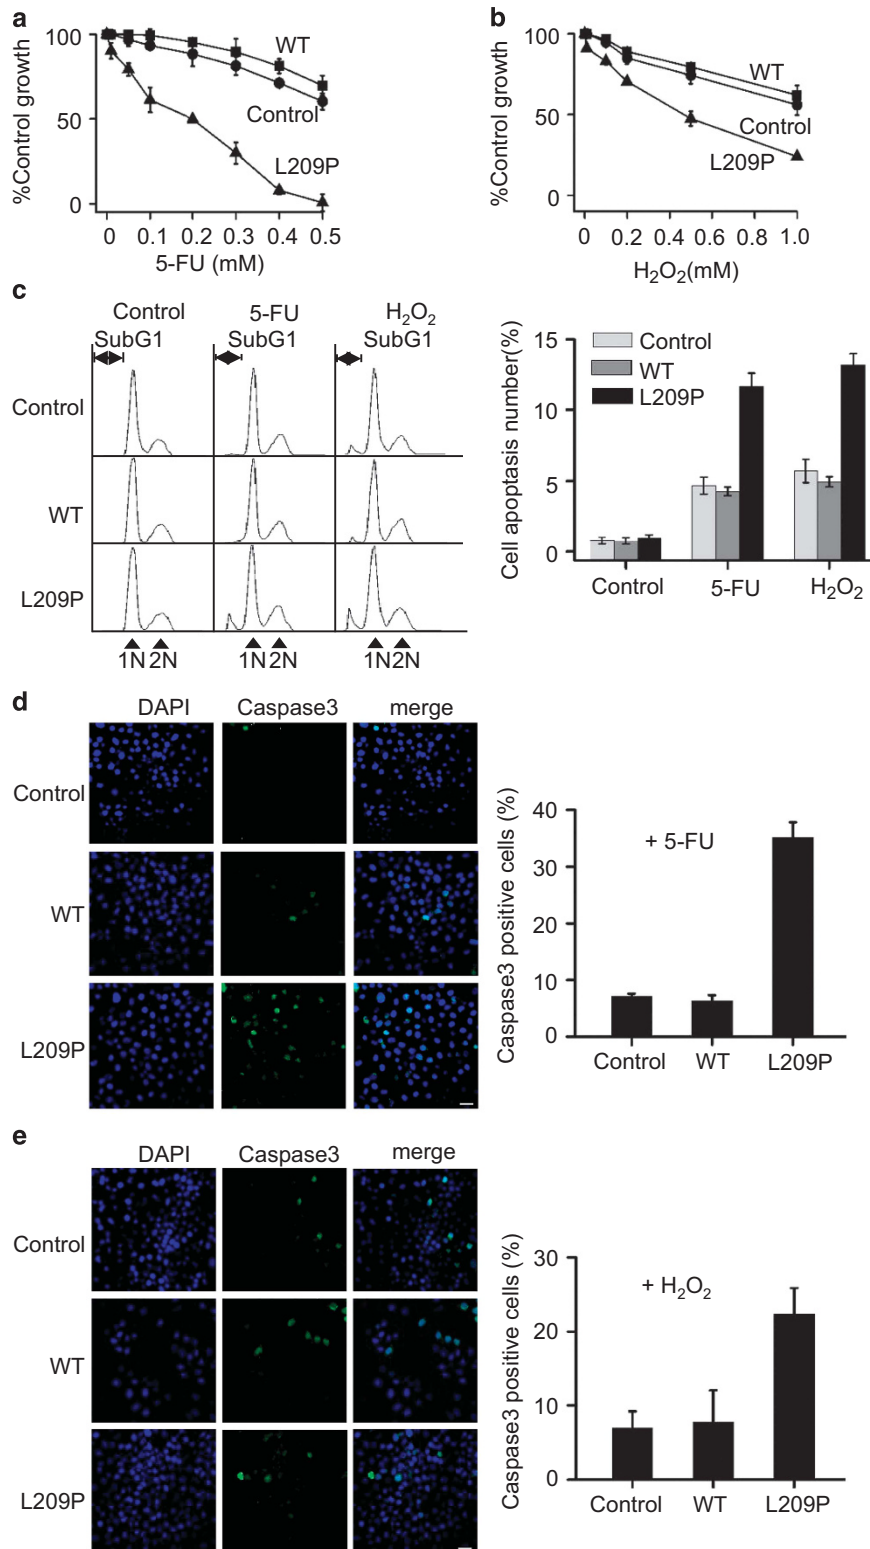 a
%Control growth
100
50
0
WT
Control
L209P
0 0.1 0.2 0.3 0.4 0.5
5-FU (mM)
b
%Control growth
100
50
0
WT
Control
L209P
0 0.2 0.6 0.8 0.4 1.0
H₂O₂(mM)
c
Control 5-FU H₂O₂
SubG1 SubG1 SubG1
Control
WT
L209P
1N 2N 1N 2N 1N 2N
Cell apoptasis number(%)
15
10
5
0
Control
WT
L209P
Control 5-FU H₂O₂
d
DAPI Caspase3 merge
Control
WT
L209P
Caspase3 positive cells (%)
40
30
20
10
0
+ 5-FU
Control WT L209P
e
DAPI Caspase3 merge
Control
WT
L209P
Caspase3 positive cells (%)
30
20
10
0
+ H₂O₂
Control WT L209P